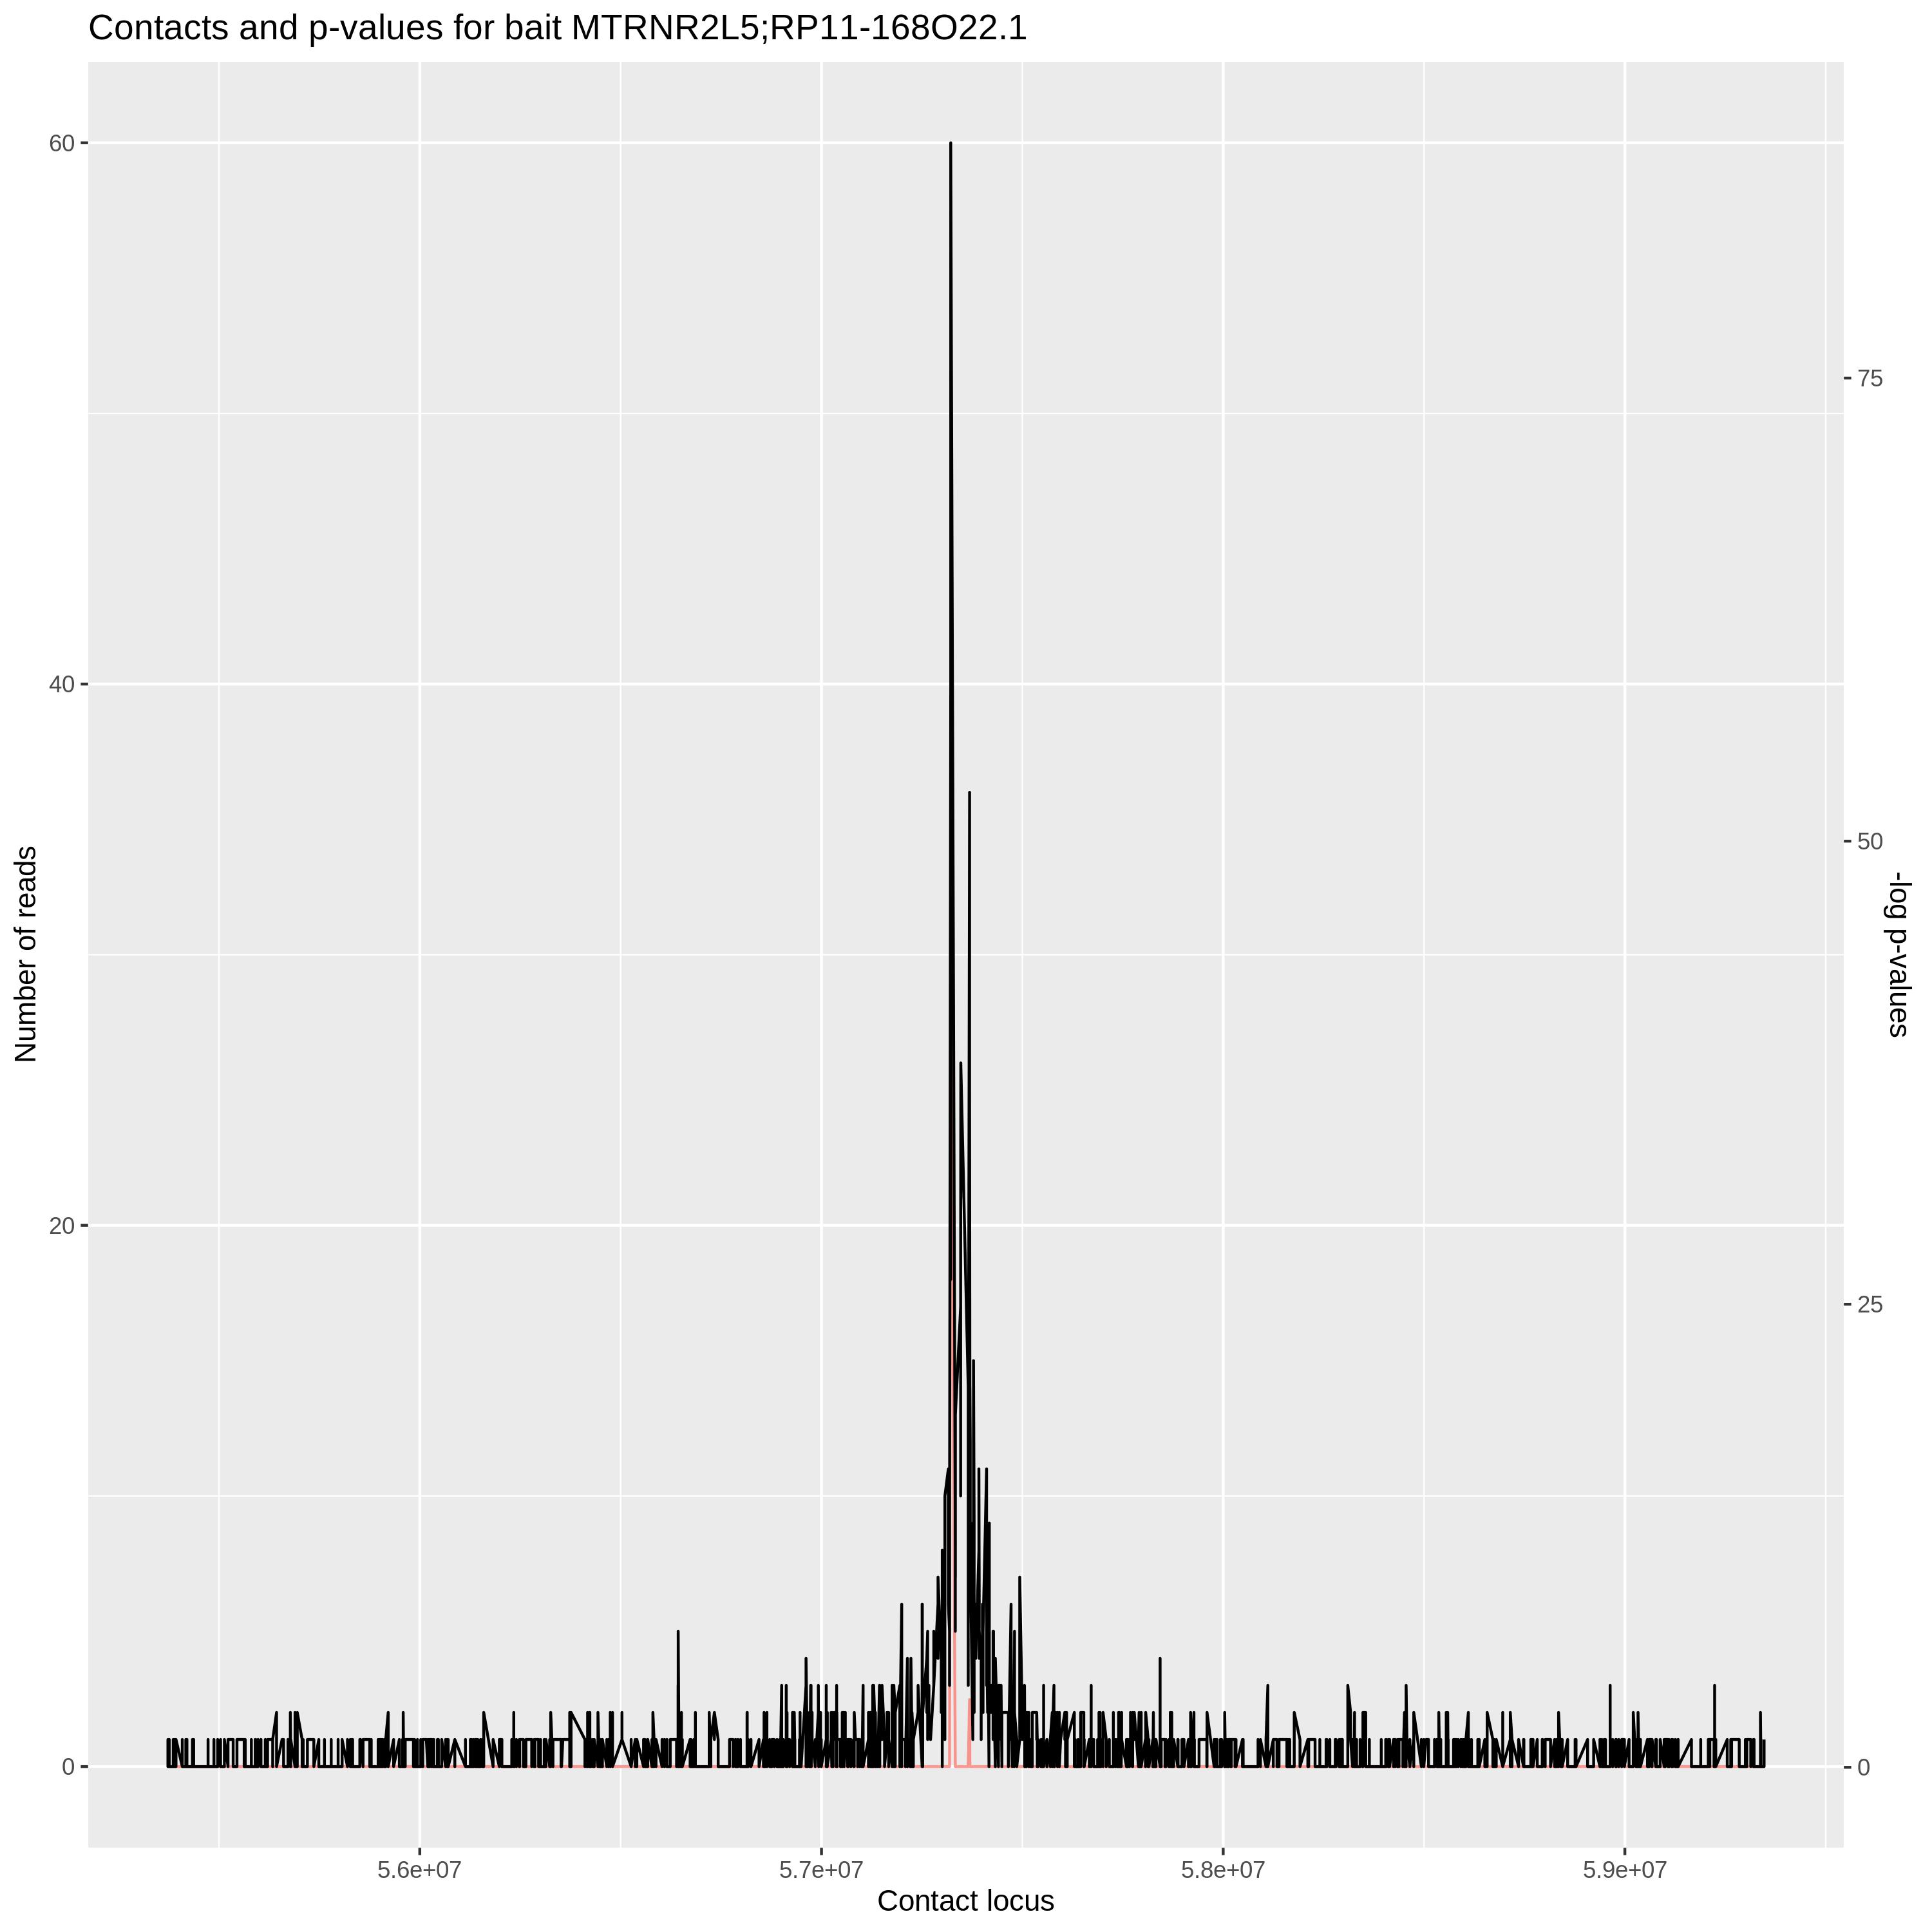 Contacts and p-values for bait MTRNR2L5;RP11-168O22.1
60
40
20
0
Number of reads
75
50
25
0
-log p-values
5.6e+07
5.7e+07
5.8e+07
5.9e+07
Contact locus